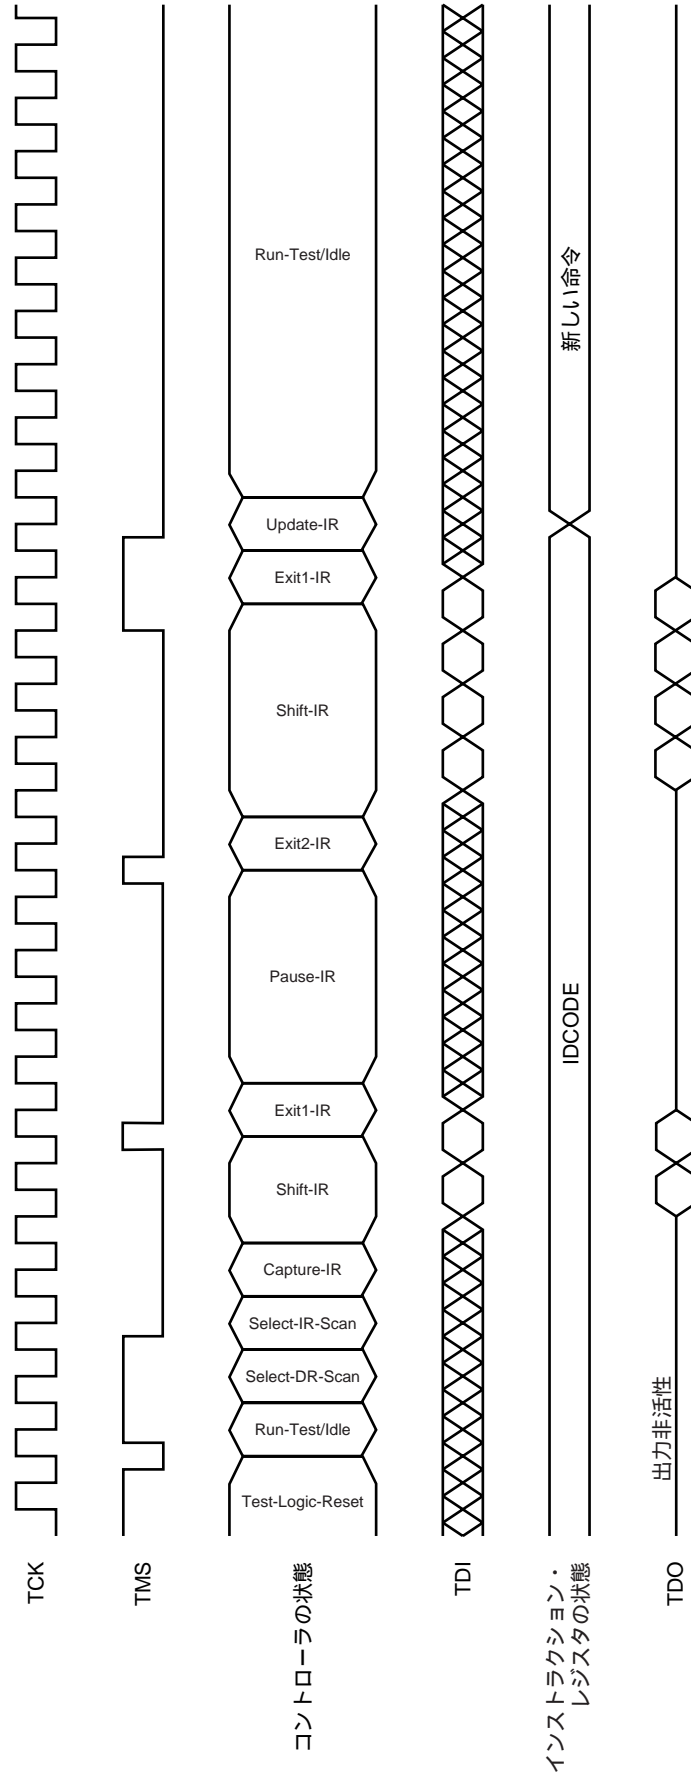 TCK
TMS
コントローラの状態
Test-Logic-Reset
Run-Test/Idle
Select-DR-Scan
Select-IR-Scan
Capture-IR
Shift-IR
Exit1-IR
Pause-IR
Exit2-IR
Shift-IR
Exit1-IR
Update-IR
Run-Test/Idle
TDI
インストラクション・
レジスタの状態
IDCODE
新しい命令
TDO
出力非活性